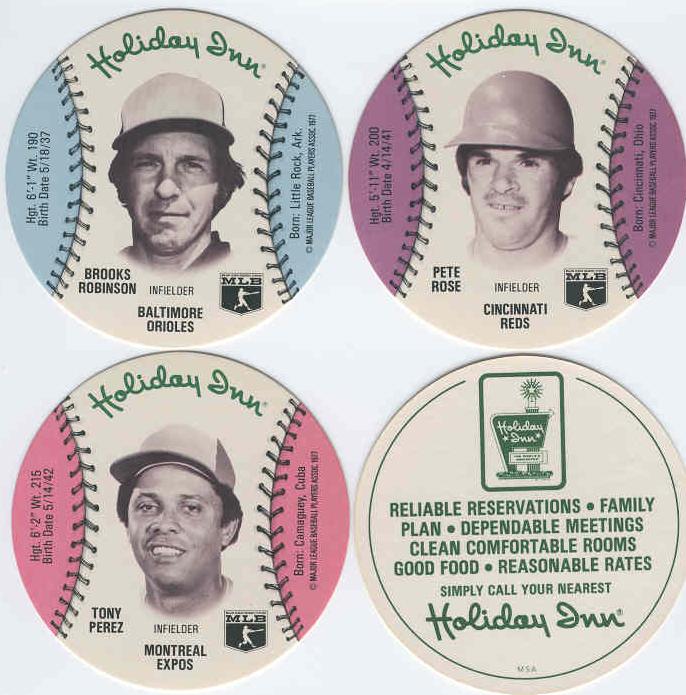 Holiday Inn®
Hgt. 6'-1" Wt. 190
Birth Date 5/18/37
Born: Little Rock, Ark.
© MAJOR LEAGUE BASEBALL PLAYERS ASSOC. 1977
BROOKS
ROBINSON
INFIELDER
MLB
BALTIMORE
ORIOLES
Holiday Inn®
Hgt. 5'-11" Wt. 200
Birth Date 4/14/41
Born: Cincinnati, Ohio
© MAJOR LEAGUE BASEBALL PLAYERS ASSOC. 1977
PETE
ROSE
INFIELDER
MLB
CINCINNATI
REDS
Holiday Inn®
Hgt. 6'-2" Wt. 215
Birth Date 5/14/42
Born: Camaguey, Cuba
© MAJOR LEAGUE BASEBALL PLAYERS ASSOC. 1977
TONY
PEREZ
INFIELDER
MLB
MONTREAL
EXPOS
Holiday
Inn®
RELIABLE RESERVATIONS • FAMILY
PLAN • DEPENDABLE MEETINGS
CLEAN COMFORTABLE ROOMS
GOOD FOOD • REASONABLE RATES
SIMPLY CALL YOUR NEAREST
Holiday Inn®
MSA